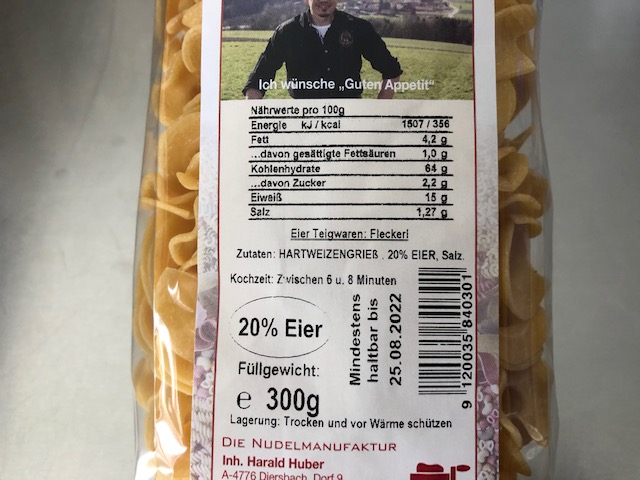 Ich wünsche „Guten Appetit“
Nährwerte pro 100g
Energie kJ / kcal 1507 / 356
Fett 4,2 g
...davon gesättigte Fettsäuren 1,0 g
Kohlenhydrate 64 g
...davon Zucker 2,2 g
Eiweiß 15 g
Salz 1,27 g
Eier Teigwaren: Fleckerl
Zutaten: HARTWEIZENGRIEß, 20% EIER, Salz.
Kochzeit: Zwischen 6 u. 8 Minuten
20% Eier
Mindestens
haltbar bis
25.08.2022
9 120035 840301
Füllgewicht:
e 300g
Lagerung: Trocken und vor Wärme schützen
DIE NUDELMANUFAKTUR
Inh. Harald Huber
A-4776 Diersbach, Dorf 9